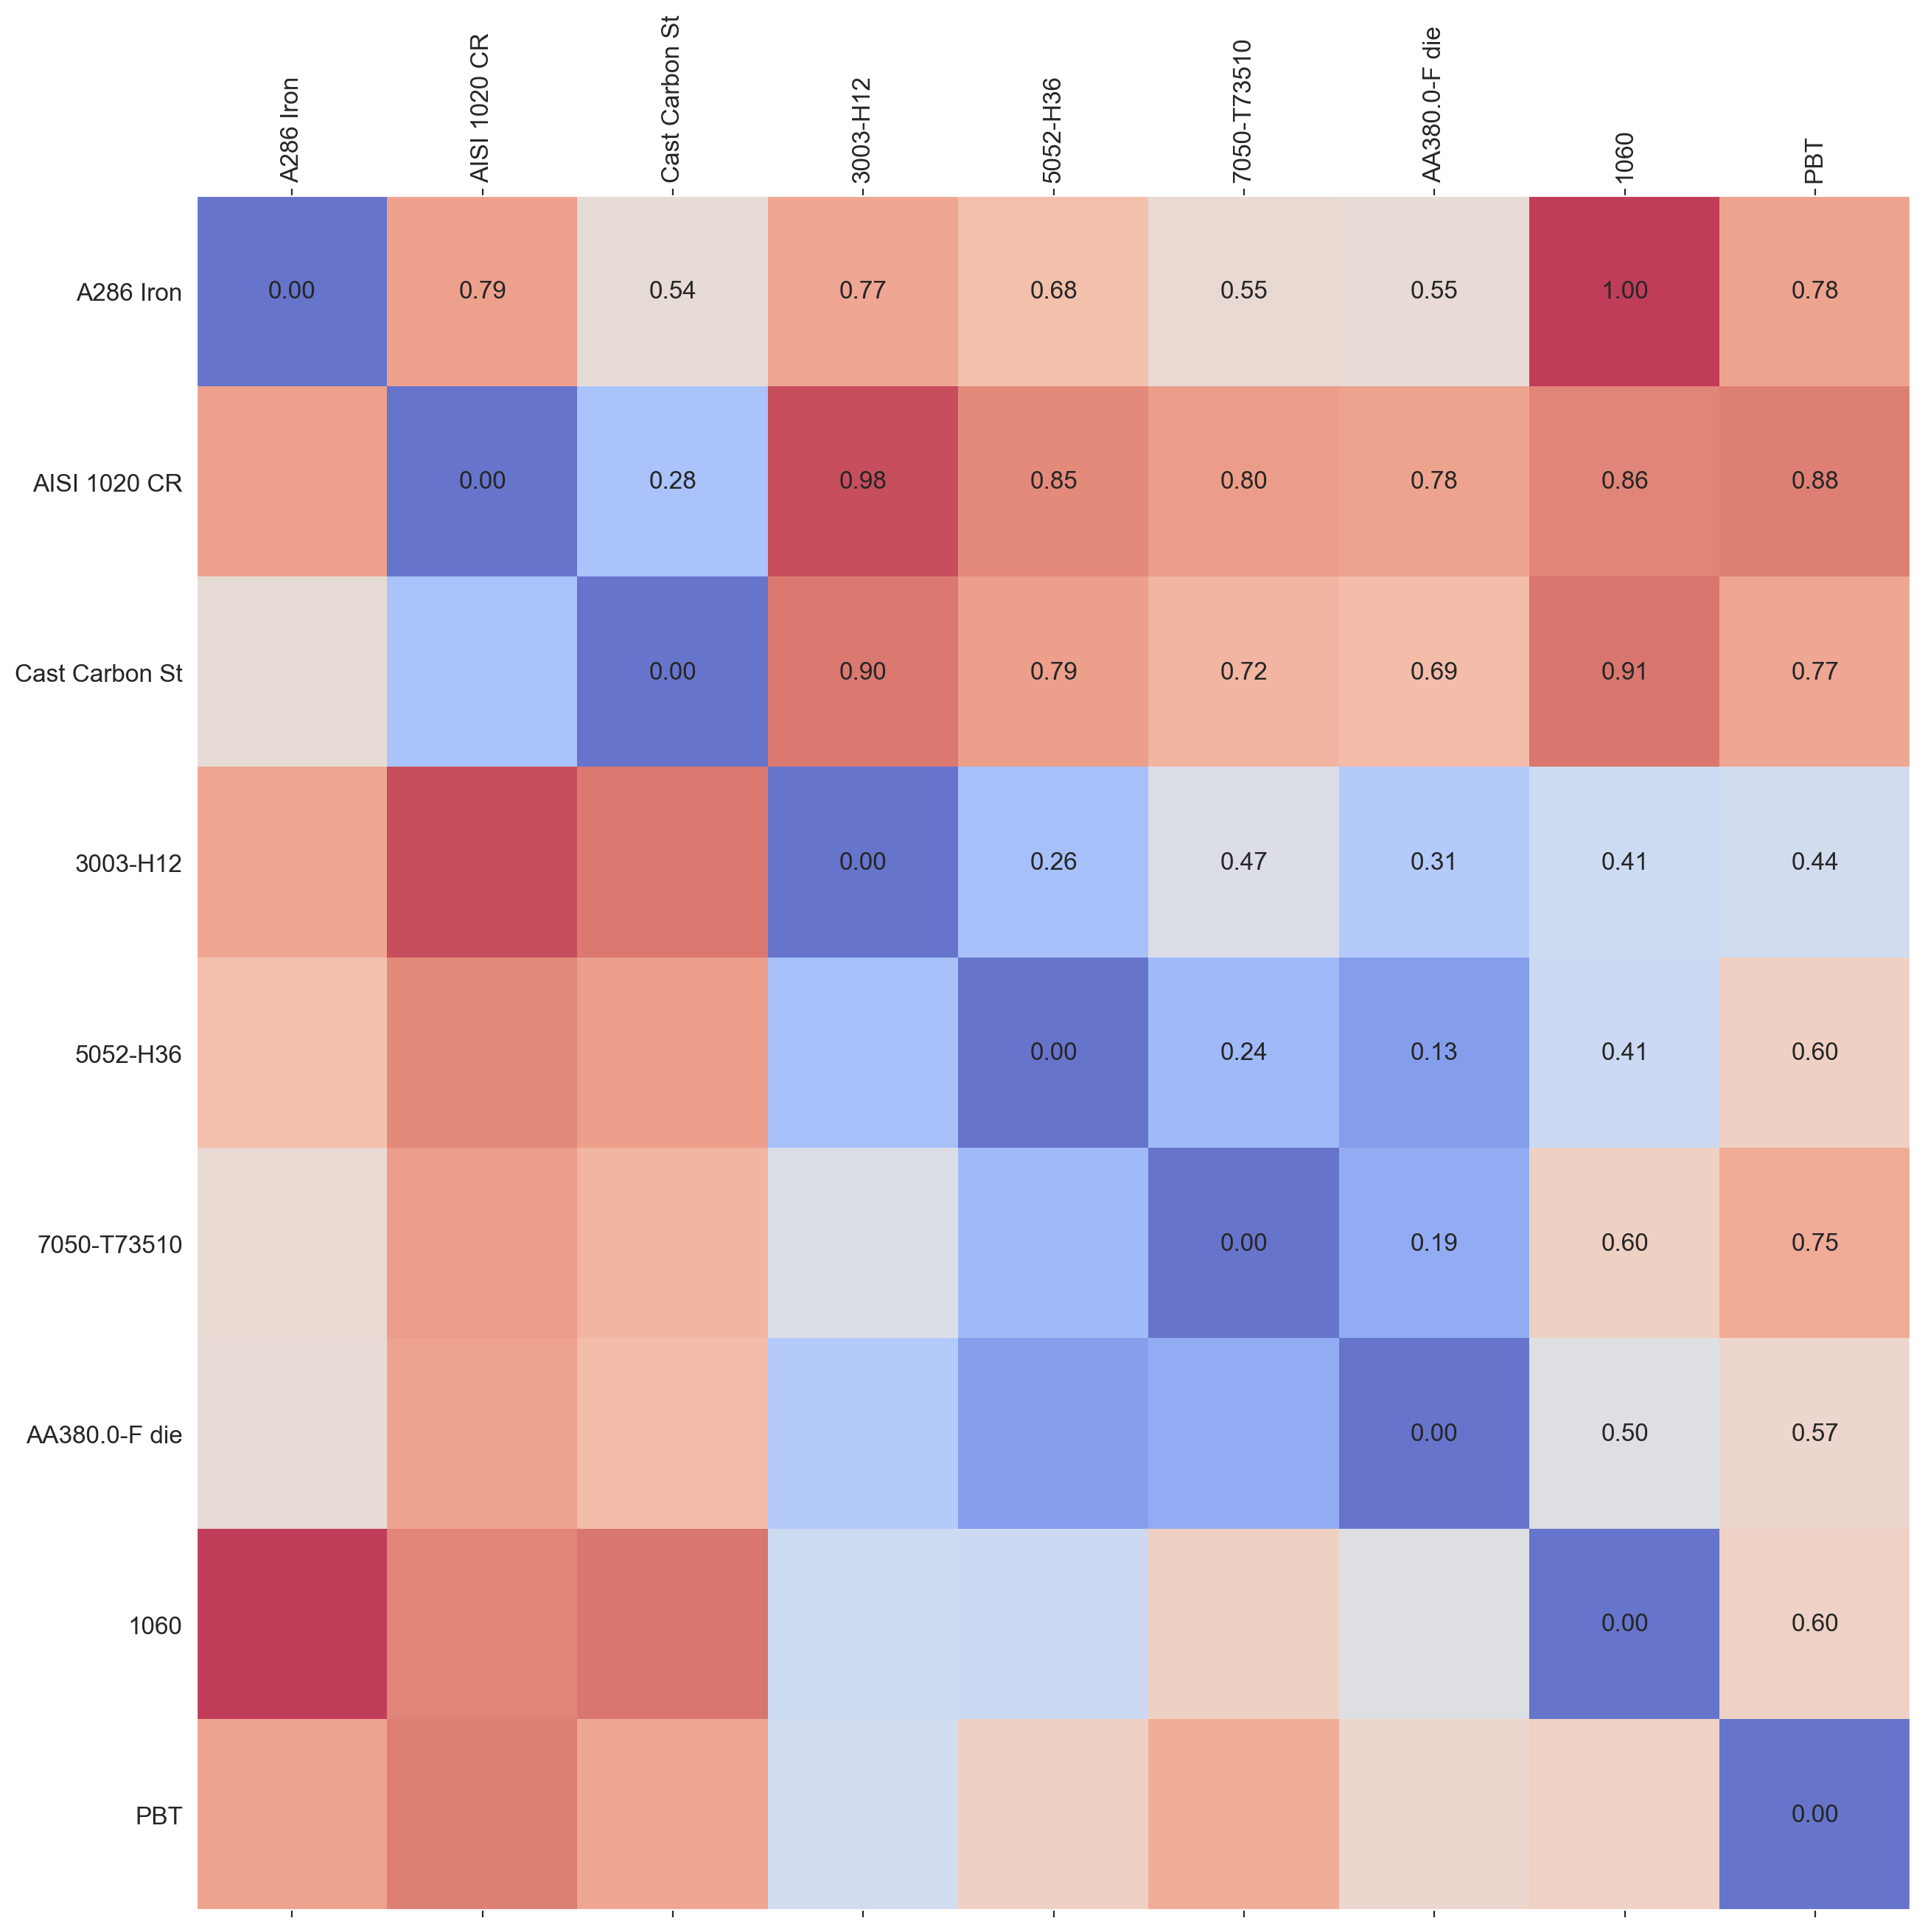 A286 Iron AISI 1020 CR Cast Carbon St 3003-H12 5052-H36 7050-T73510 AA380.0-F die 1060 PBT
A286 Iron 0.00 0.79 0.54 0.77 0.68 0.55 0.55 1.00 0.78
AISI 1020 CR 0.00 0.28 0.98 0.85 0.80 0.78 0.86 0.88
Cast Carbon St 0.00 0.90 0.79 0.72 0.69 0.91 0.77
3003-H12 0.00 0.26 0.47 0.31 0.41 0.44
5052-H36 0.00 0.24 0.13 0.41 0.60
7050-T73510 0.00 0.19 0.60 0.75
AA380.0-F die 0.00 0.50 0.57
1060 0.00 0.60
PBT 0.00